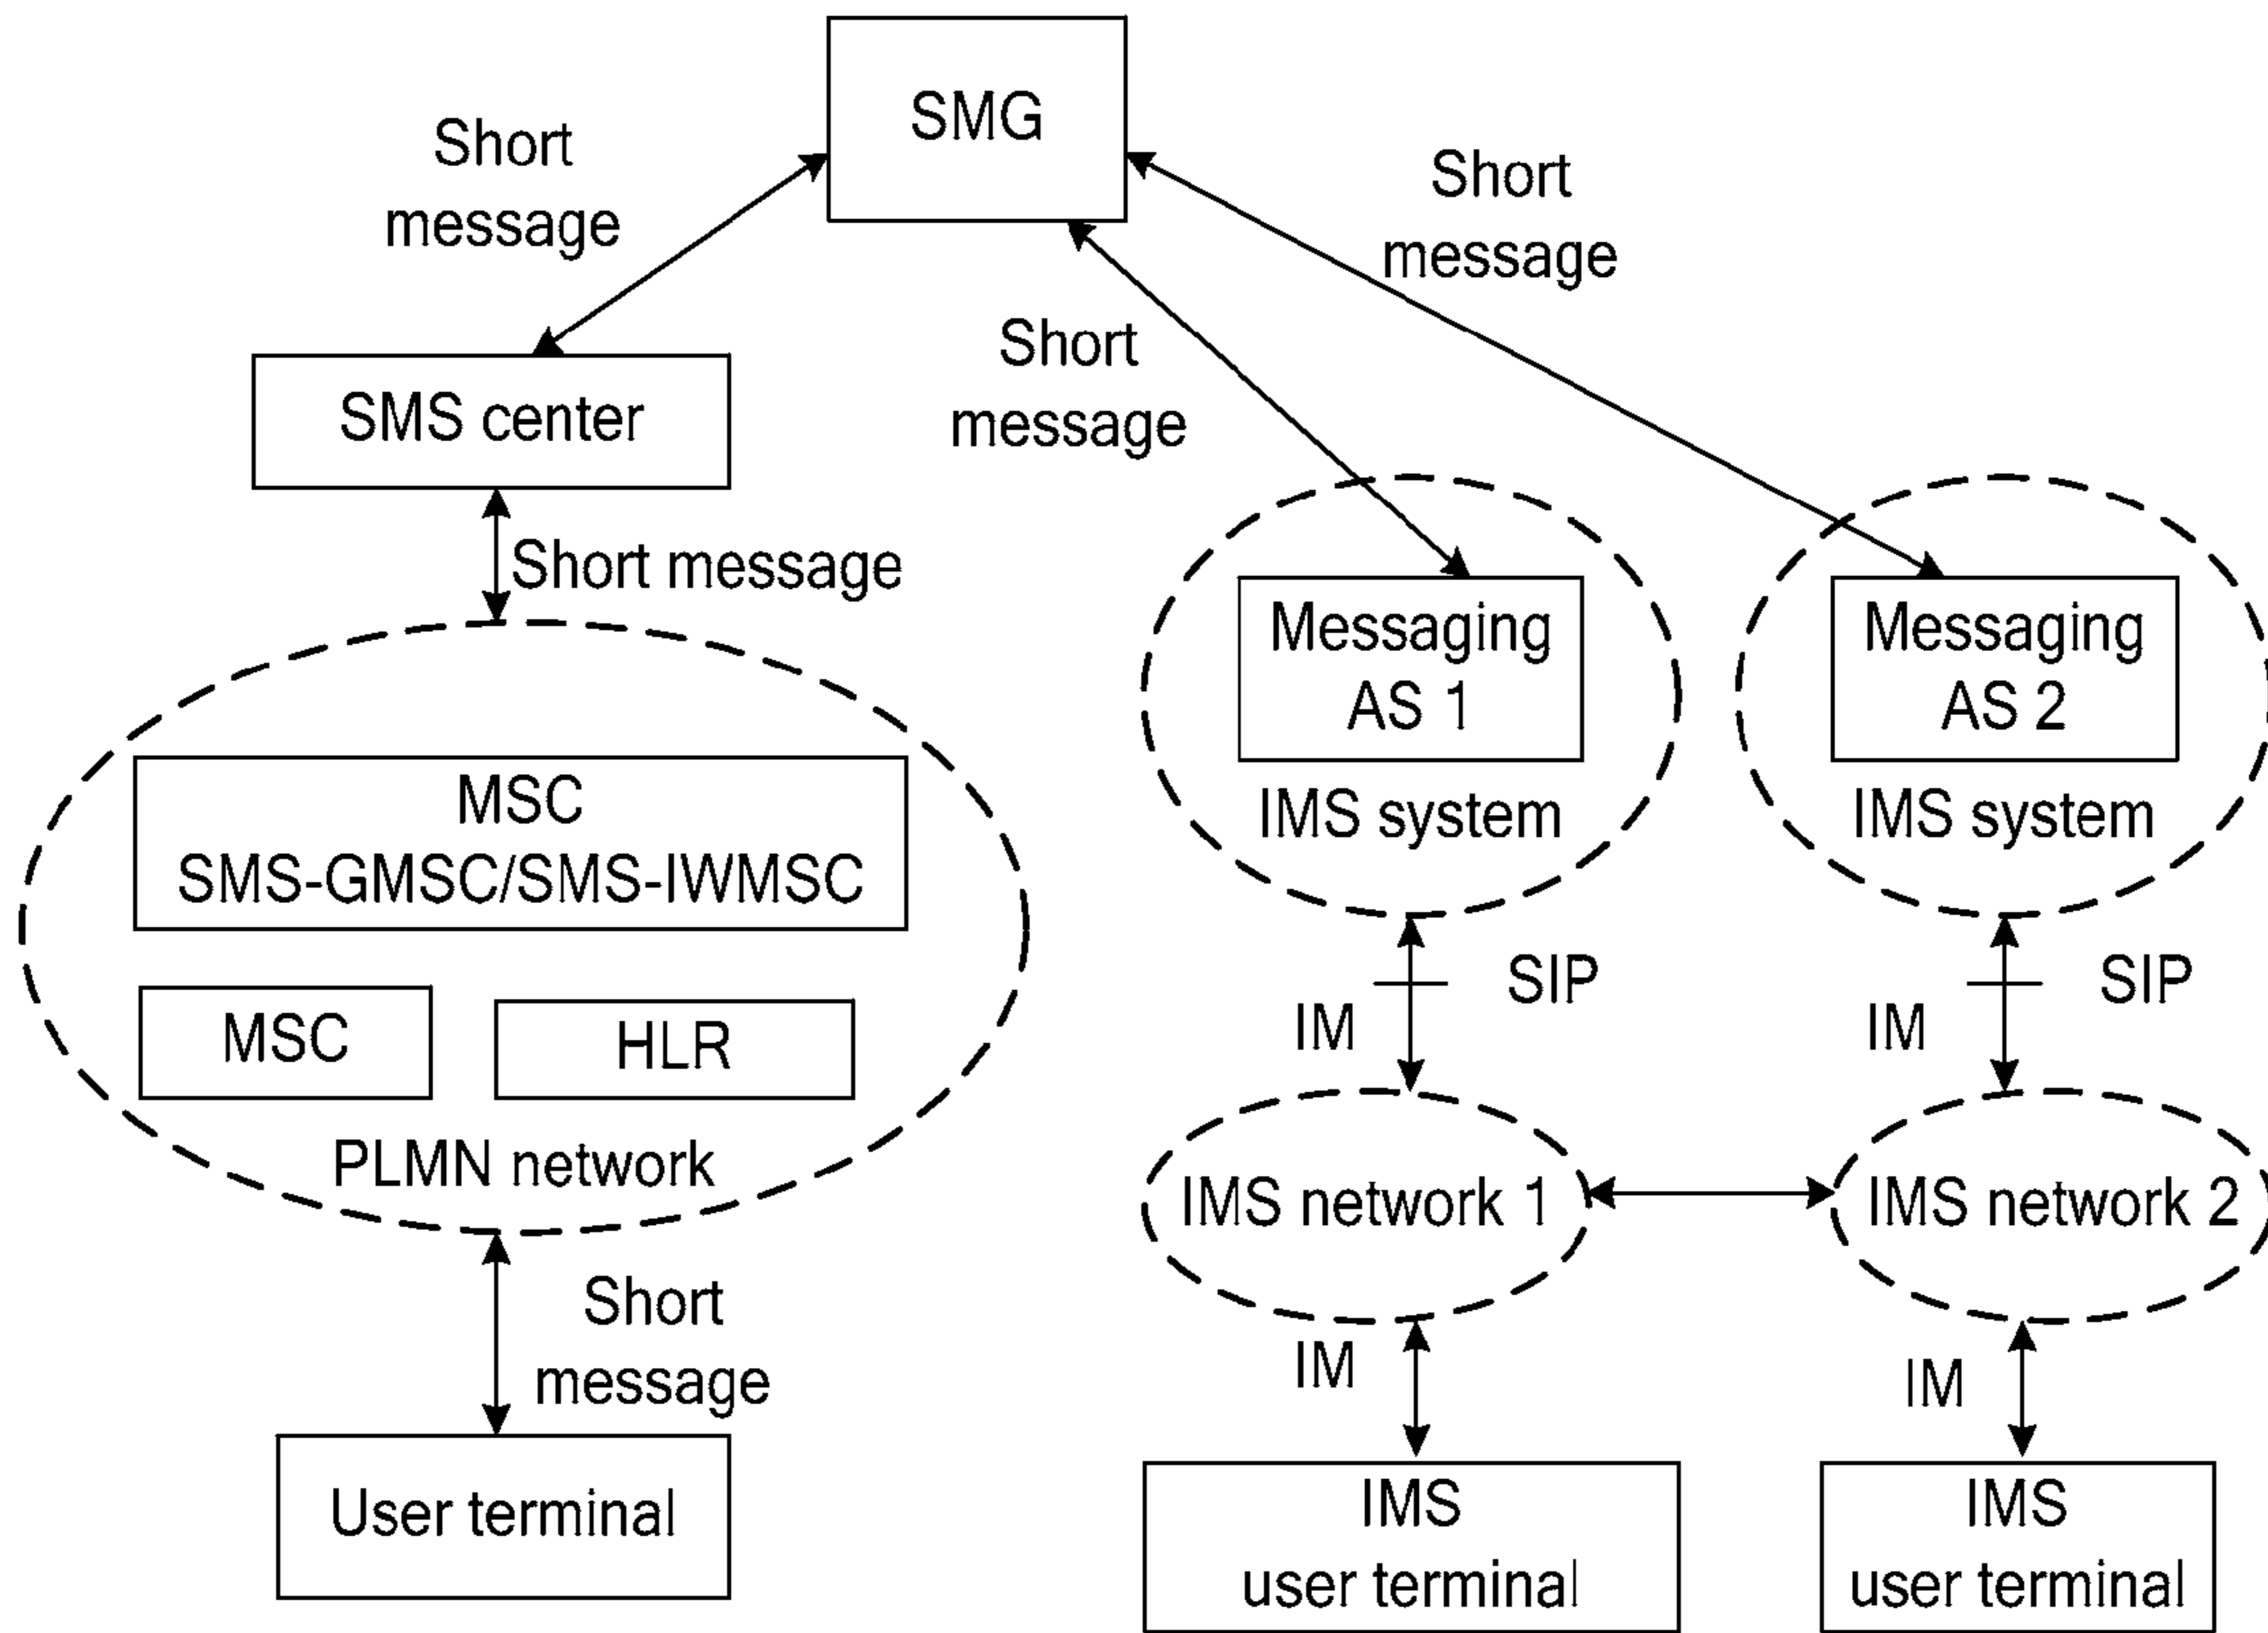 SMG
Short
message
Short
message
Short
message
SMS center
Short message
Messaging
AS 1
IMS system
Messaging
AS 2
IMS system
MSC
SMS-GMSC/SMS-IWMSC
MSC
HLR
PLMN network
SIP
IM
SIP
IM
IMS network 1
IMS network 2
Short
message
IM
IM
User terminal
IMS
user terminal
IMS
user terminal